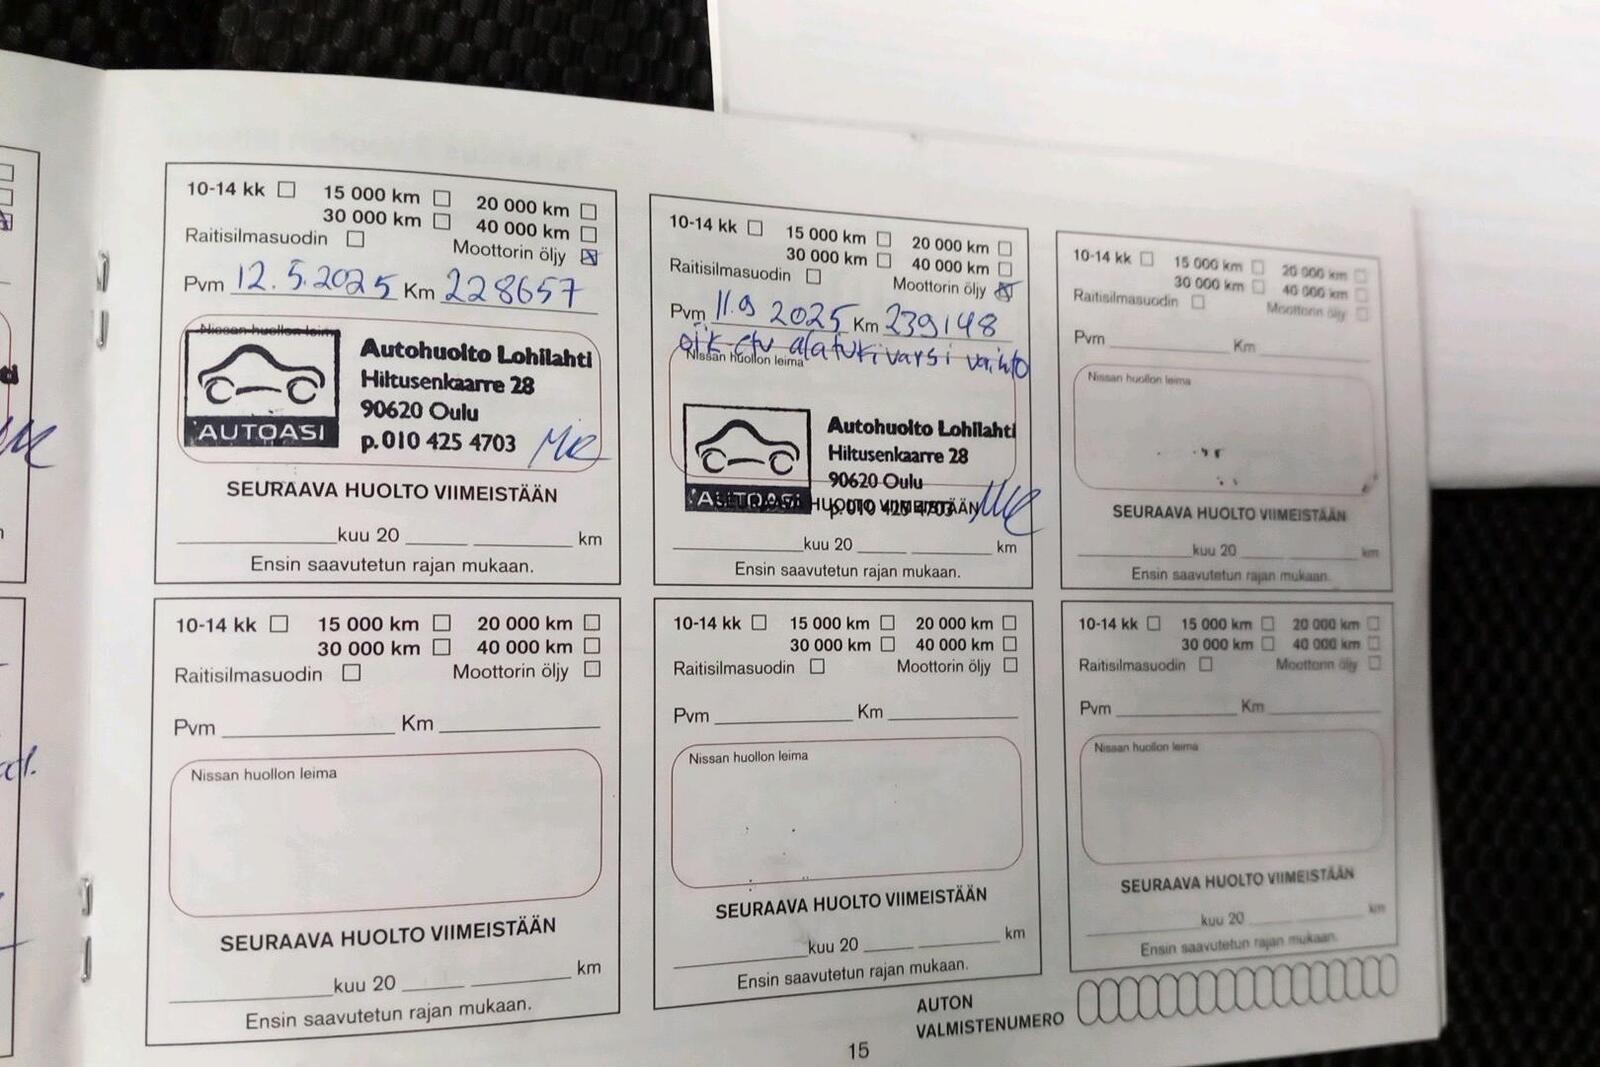 10-14 kk 15 000 km 20 000 km
30 000 km 40 000 km
Raitisilmasuodin Moottorin öljy
Pvm 12.5.2025 Km 228657
Nissan huollon leima
AUTOASI
Autohuolto Lohilahti
Hiltusenkaarre 28
90620 Oulu
p.010 425 4703
MR
SEURAAVA HUOLTO VIIMEISTÄÄN
kuu 20 km
Ensin saavutetun rajan mukaan.
10-14 kk 15 000 km 20 000 km
30 000 km 40 000 km
Raitisilmasuodin Moottorin öljy
Pvm 11.9 2025 Km 239148
oik etu alatukivarsi vaihto
Nissan huollon leima
AUTOASI
Autohuolto Lohilahti
Hiltusenkaarre 28
90620 Oulu
p.010 425 4703
SEURAAVA HUOLTO VIIMEISTÄÄN
kuu 20 km
Ensin saavutetun rajan mukaan.
10-14 kk 15 000 km 20 000 km
30 000 km 40 000 km
Raitisilmasuodin Moottorin öljy
Pvm Km
Nissan huollon leima
SEURAAVA HUOLTO VIIMEISTÄÄN
kuu 20 km
Ensin saavutetun rajan mukaan.
10-14 kk 15 000 km 20 000 km
30 000 km 40 000 km
Raitisilmasuodin Moottorin öljy
Pvm Km
Nissan huollon leima
SEURAAVA HUOLTO VIIMEISTÄÄN
kuu 20 km
Ensin saavutetun rajan mukaan.
10-14 kk 15 000 km 20 000 km
30 000 km 40 000 km
Raitisilmasuodin Moottorin öljy
Pvm Km
Nissan huollon leima
SEURAAVA HUOLTO VIIMEISTÄÄN
kuu 20 km
Ensin saavutetun rajan mukaan.
10-14 kk 15 000 km 20 000 km
30 000 km 40 000 km
Raitisilmasuodin Moottorin öljy
Pvm Km
Nissan huollon leima
SEURAAVA HUOLTO VIIMEISTÄÄN
kuu 20 km
Ensin saavutetun rajan mukaan.
AUTON
VALMISTENUMERO
15